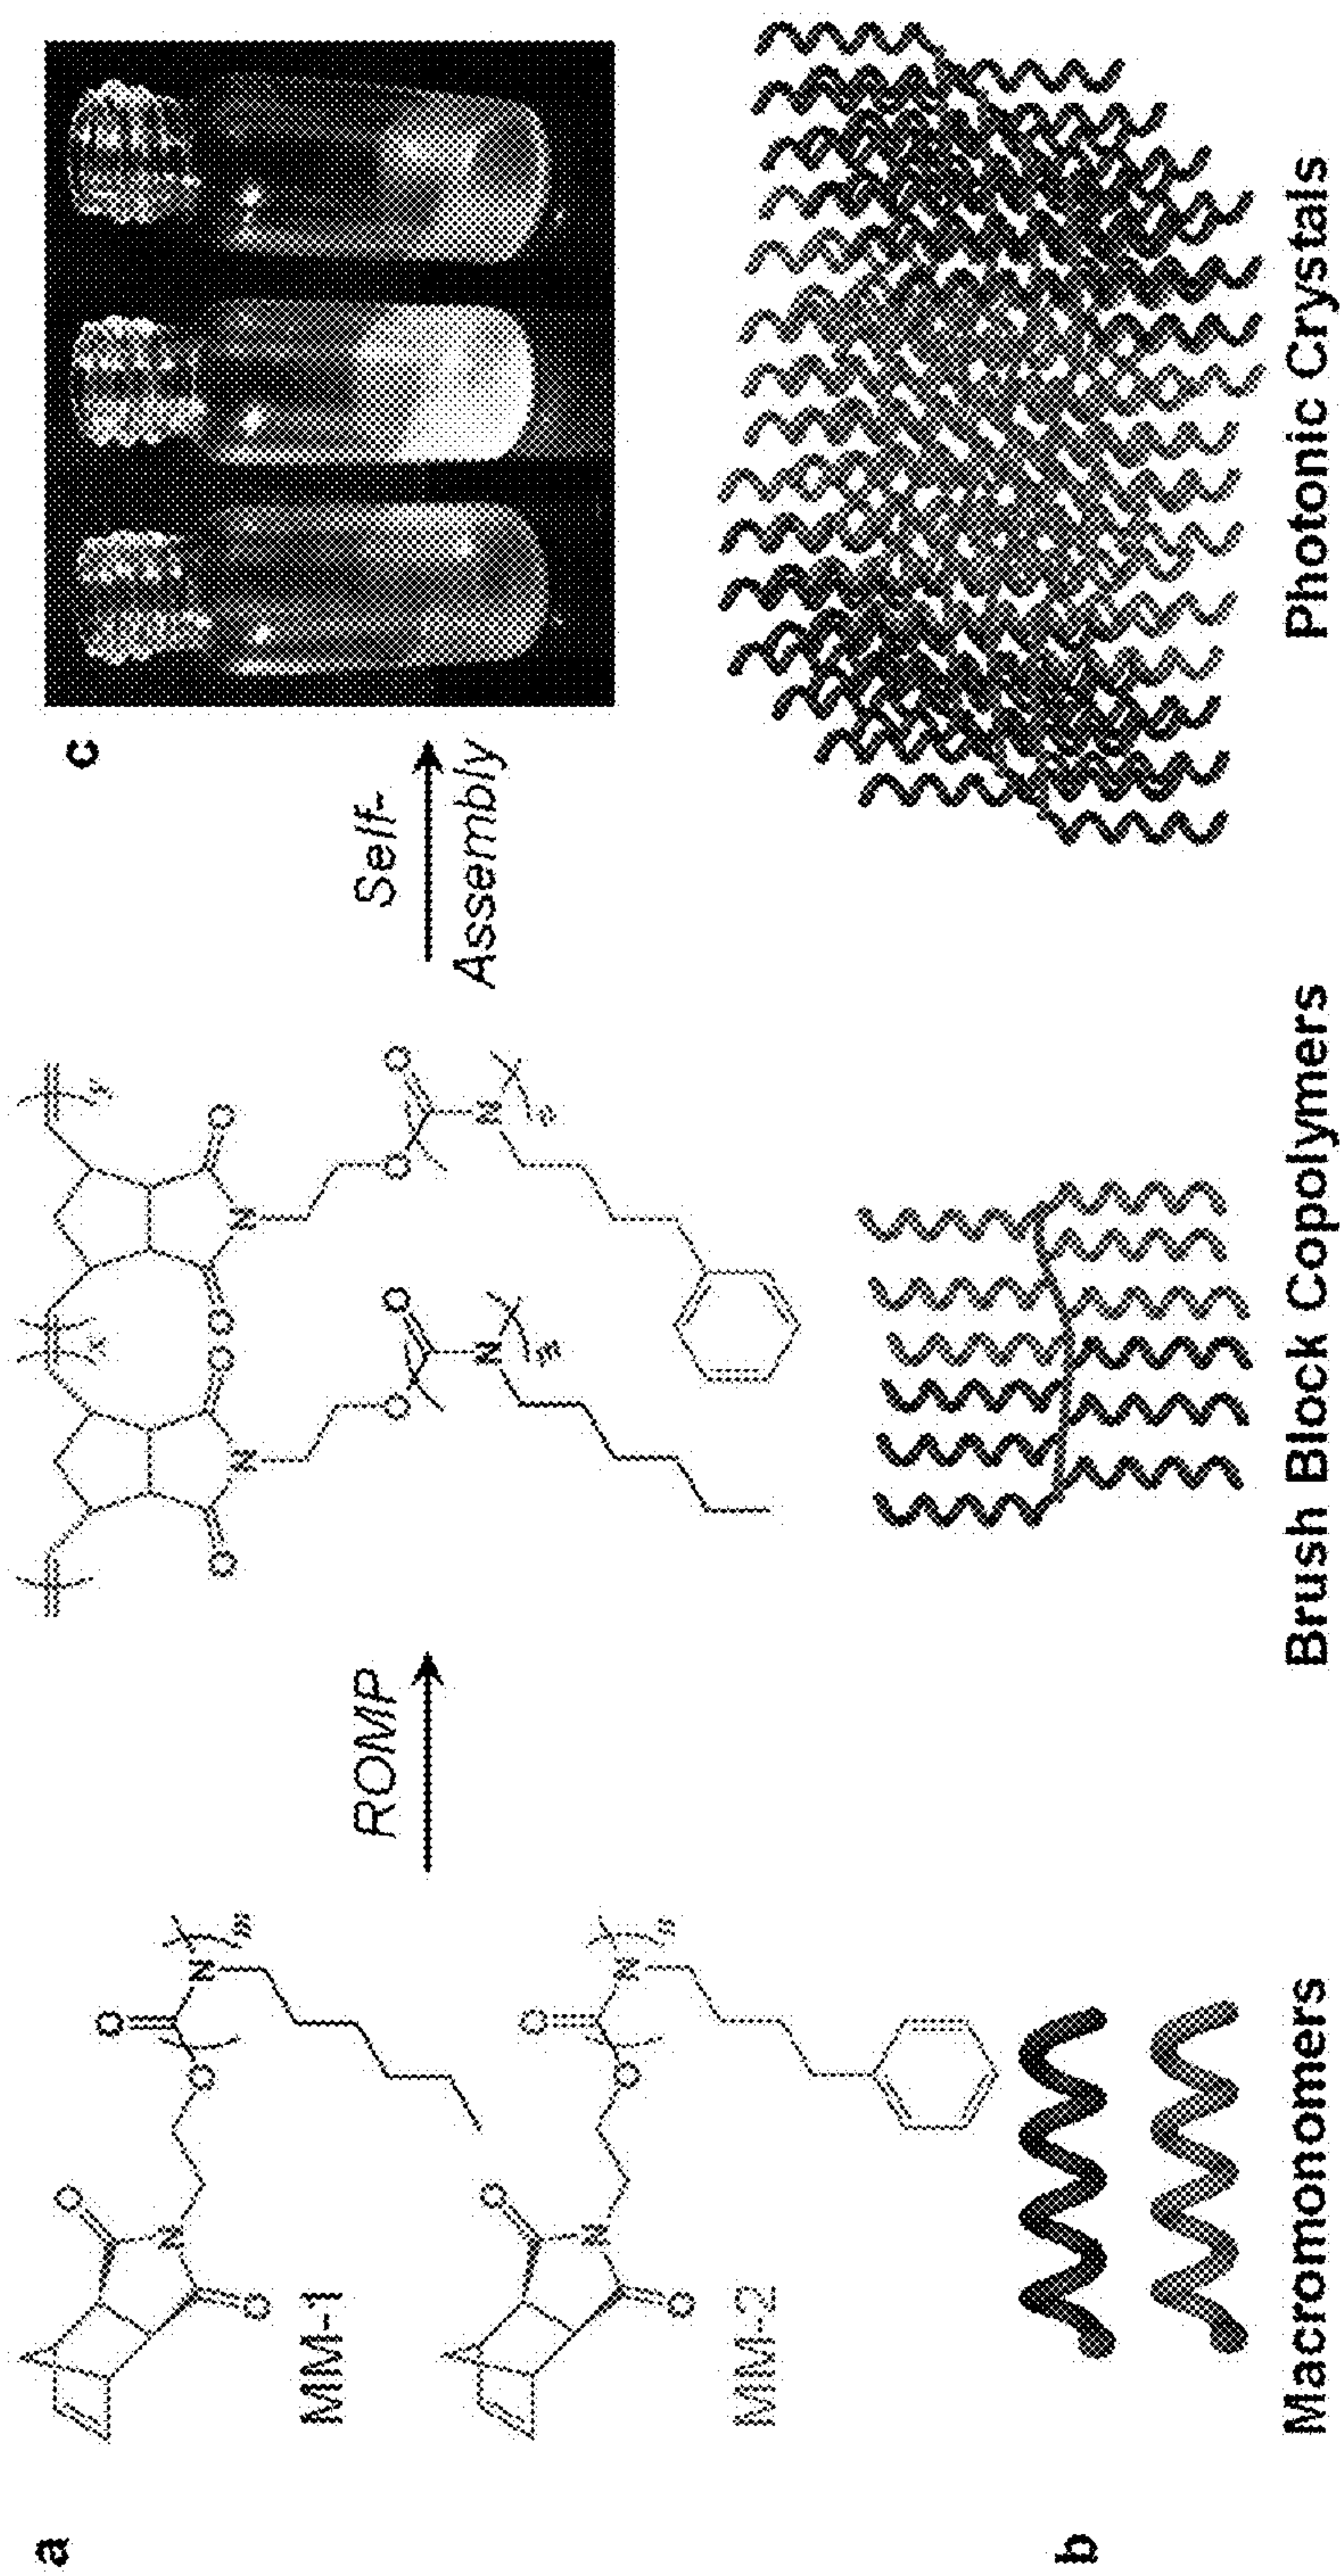 a
MM-1
MM-2
ROMP
Self-
Assembly
c
b
Macromonomers
Brush Block Copolymers
Photonic Crystals
O
O
N
O
O
N
m
O
O
N
O
O
N
n
O
O
O
O
N
N
O
O
N
m
O
O
N